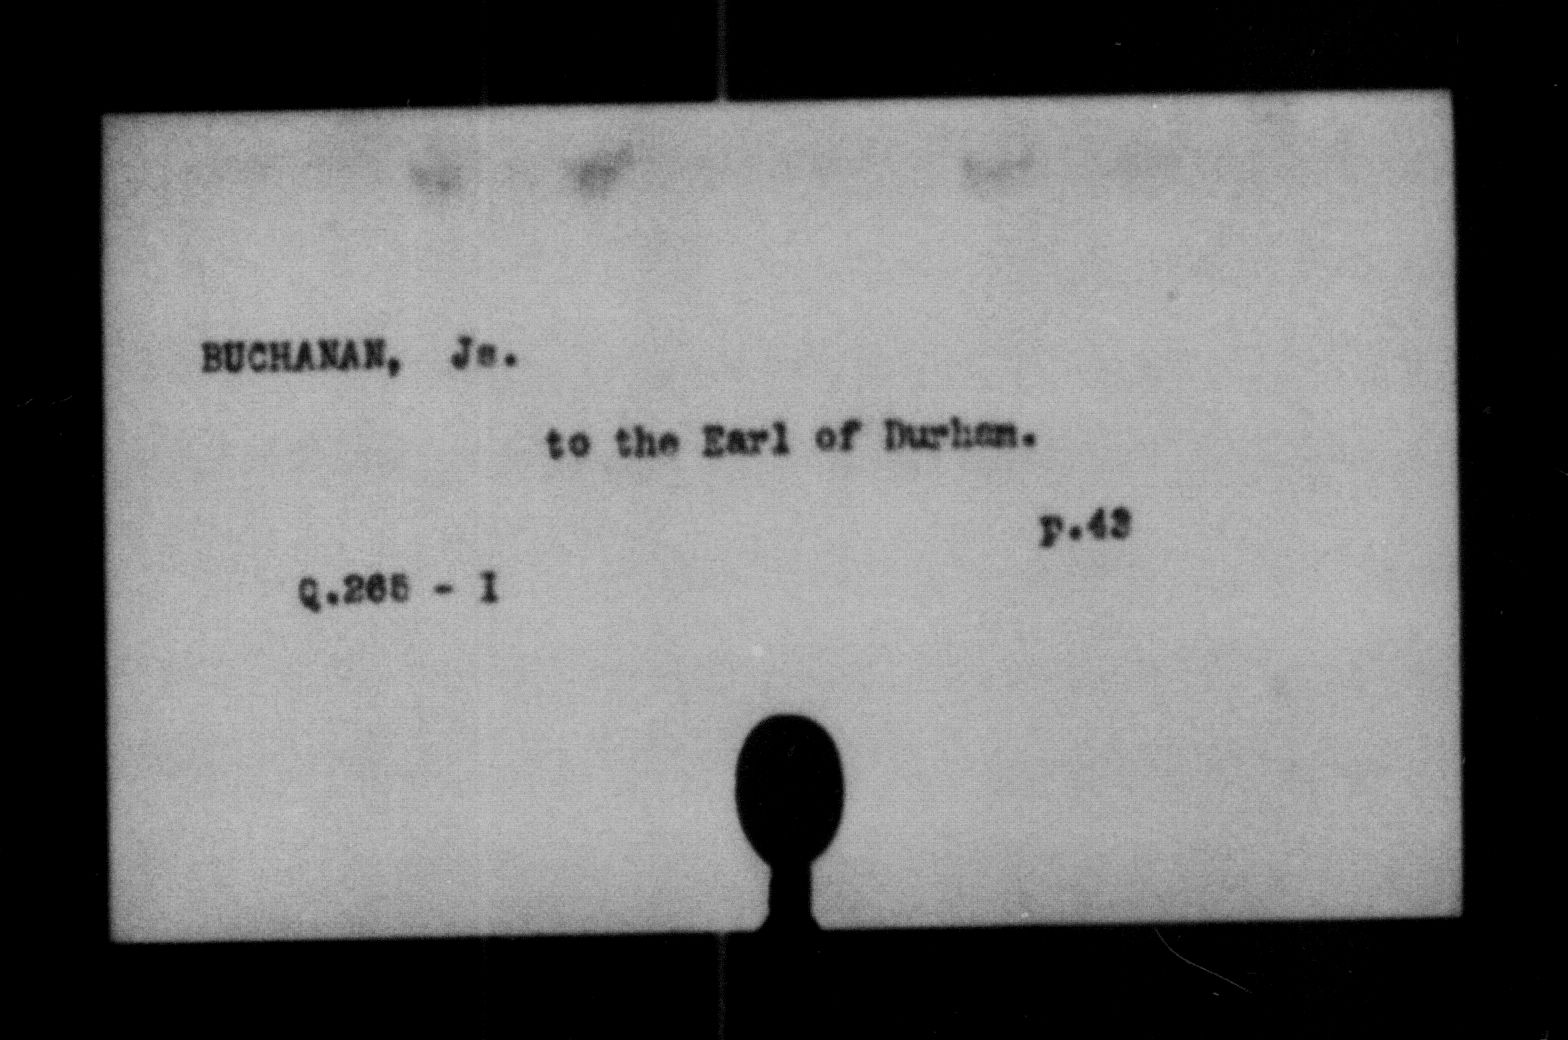 BUCHANAN, Js.
to the Earl of Durham.
p.43
Q.265 - I